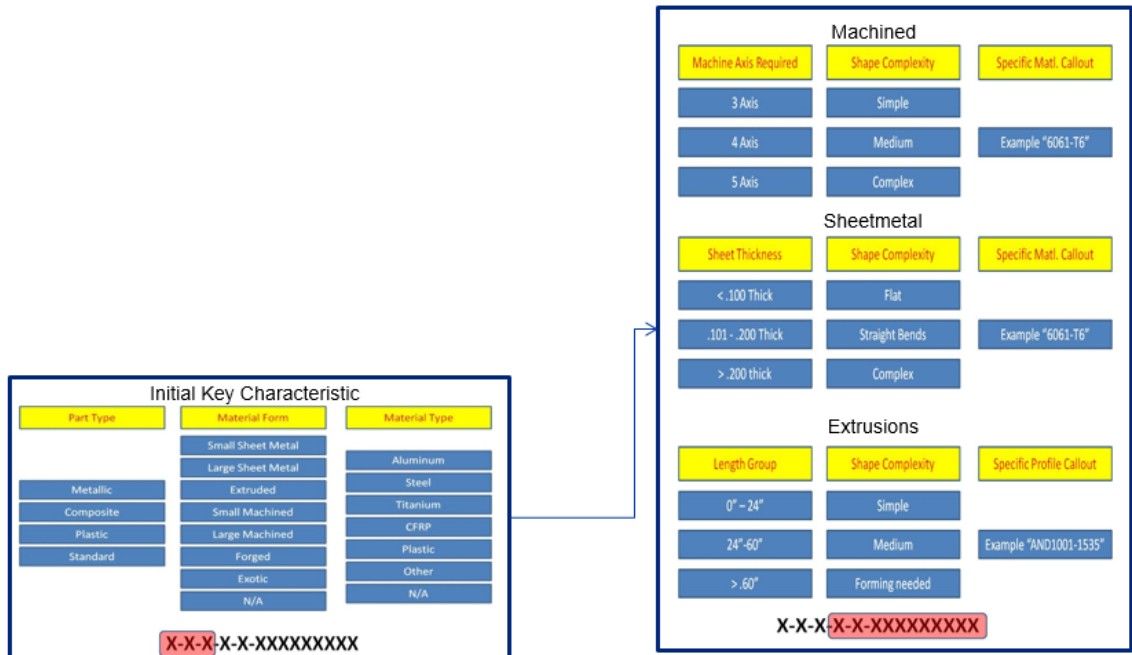 Machined
Machine Axis Required Shape Complexity Specific Matl. Callout
3 Axis Simple
4 Axis Medium Example “6061-T6”
5 Axis Complex
Sheetmetal
Sheet Thickness Shape Complexity Specific Matl. Callout
< .100 Thick Flat
.101 - .200 Thick Straight Bends Example “6061-T6”
> .200 thick Complex
Extrusions
Length Group Shape Complexity Specific Profile Callout
0” – 24” Simple
24”-60” Medium Example “AND1001-1535”
> .60” Forming needed
X-X-X-X-X-XXXXXXXXX
Initial Key Characteristic
Part Type Material Form Material Type
Small Sheet Metal
Large Sheet Metal Aluminum
Metallic Extruded Steel
Composite Small Machined Titanium
Plastic Large Machined CFRP
Standard Forged Plastic
Exotic Other
N/A N/A
X-X-X-X-X-XXXXXXXXX